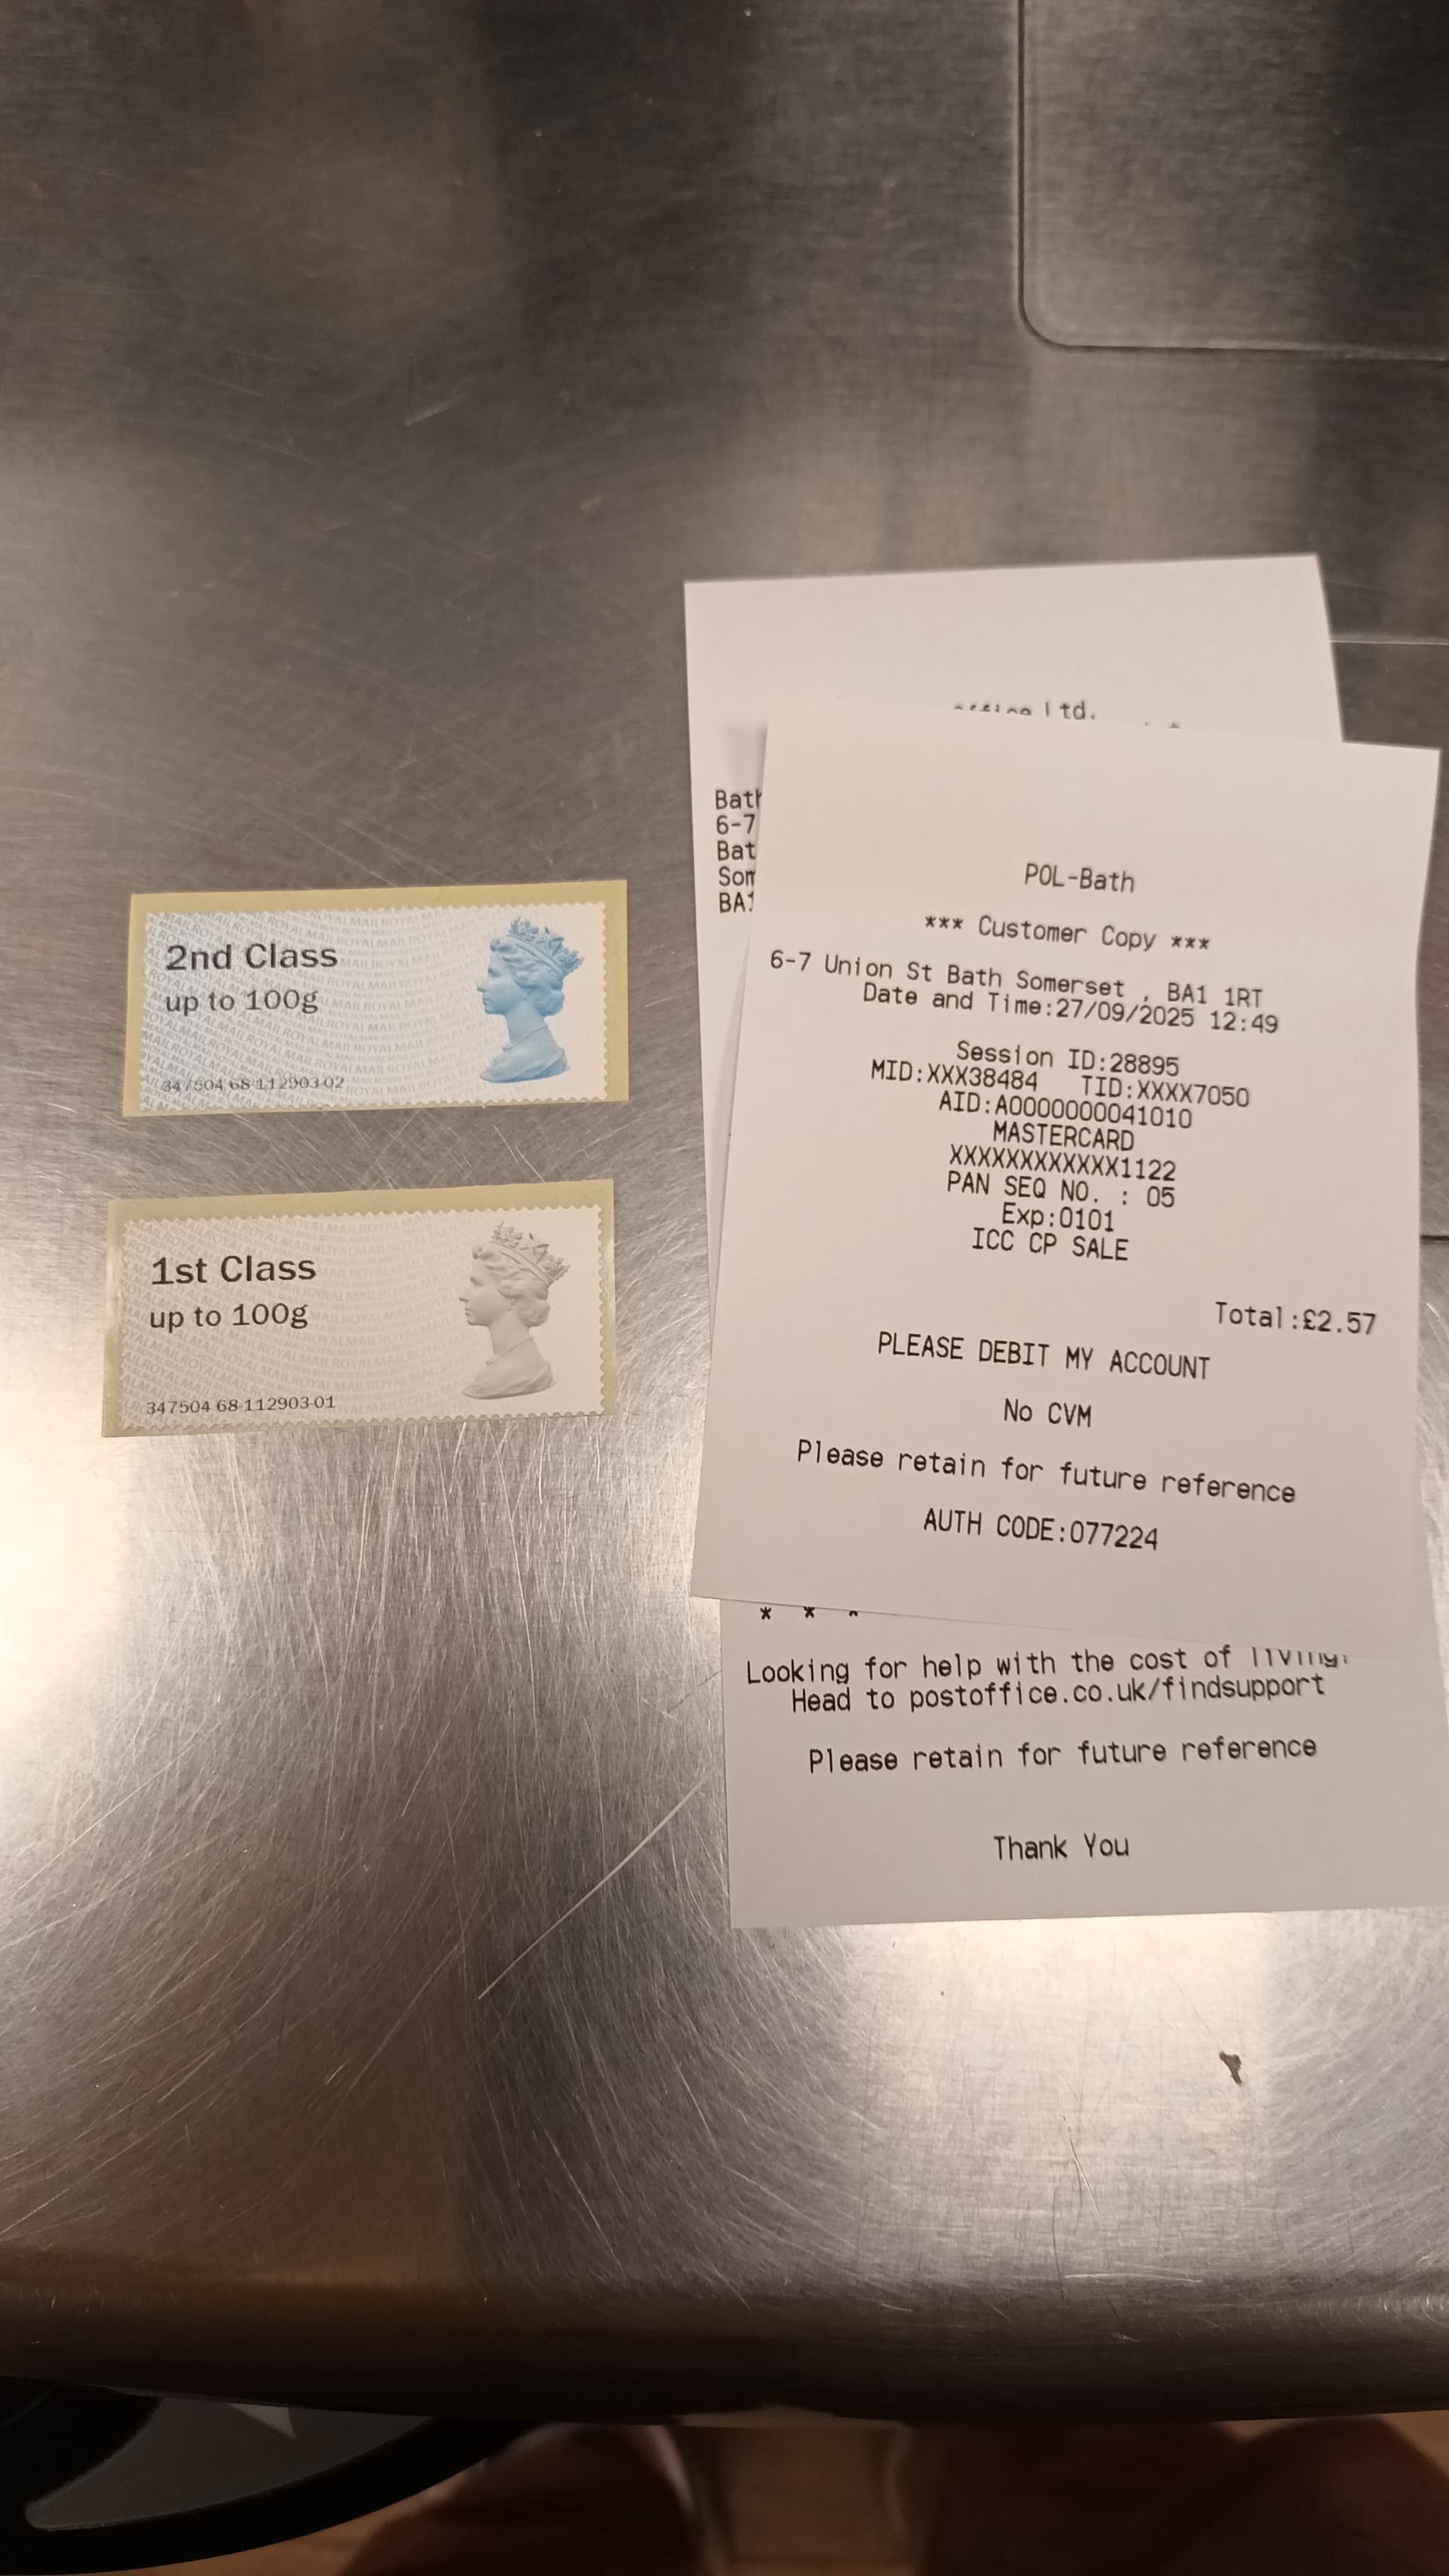 2nd Class
up to 100g
347504 68-112903-02
1st Class
up to 100g
347504 68-112903-01
Ltd.
6-7
POL-Bath
*** Customer Copy ***
6-7 Union St Bath Somerset , BA1 1RT
Date and Time:27/09/2025 12:49
Session ID:28895
MID:XXX38484 TID:XXXX7050
AID:A0000000041010
MASTERCARD
XXXXXXXXXXXX1122
PAN SEQ NO. : 05
Exp:0101
ICC CP SALE
Total:£2.57
PLEASE DEBIT MY ACCOUNT
No CVM
Please retain for future reference
AUTH CODE:077224
* *
Looking for help with the cost of living?
Head to postoffice.co.uk/findsupport
Please retain for future reference
Thank You